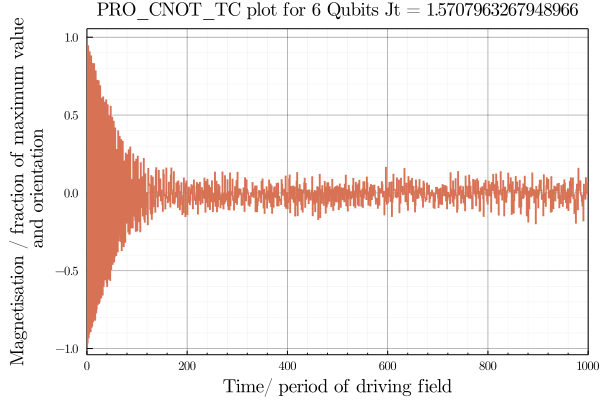 PRO_CNOT_TC plot for 6 Qubits Jt = 1.5707963267948966
Magnetisation / fraction of maximum value
and orientation
1.0
0.5
0.0
−0.5
−1.0
0 200 400 600 800 1000
Time/ period of driving field